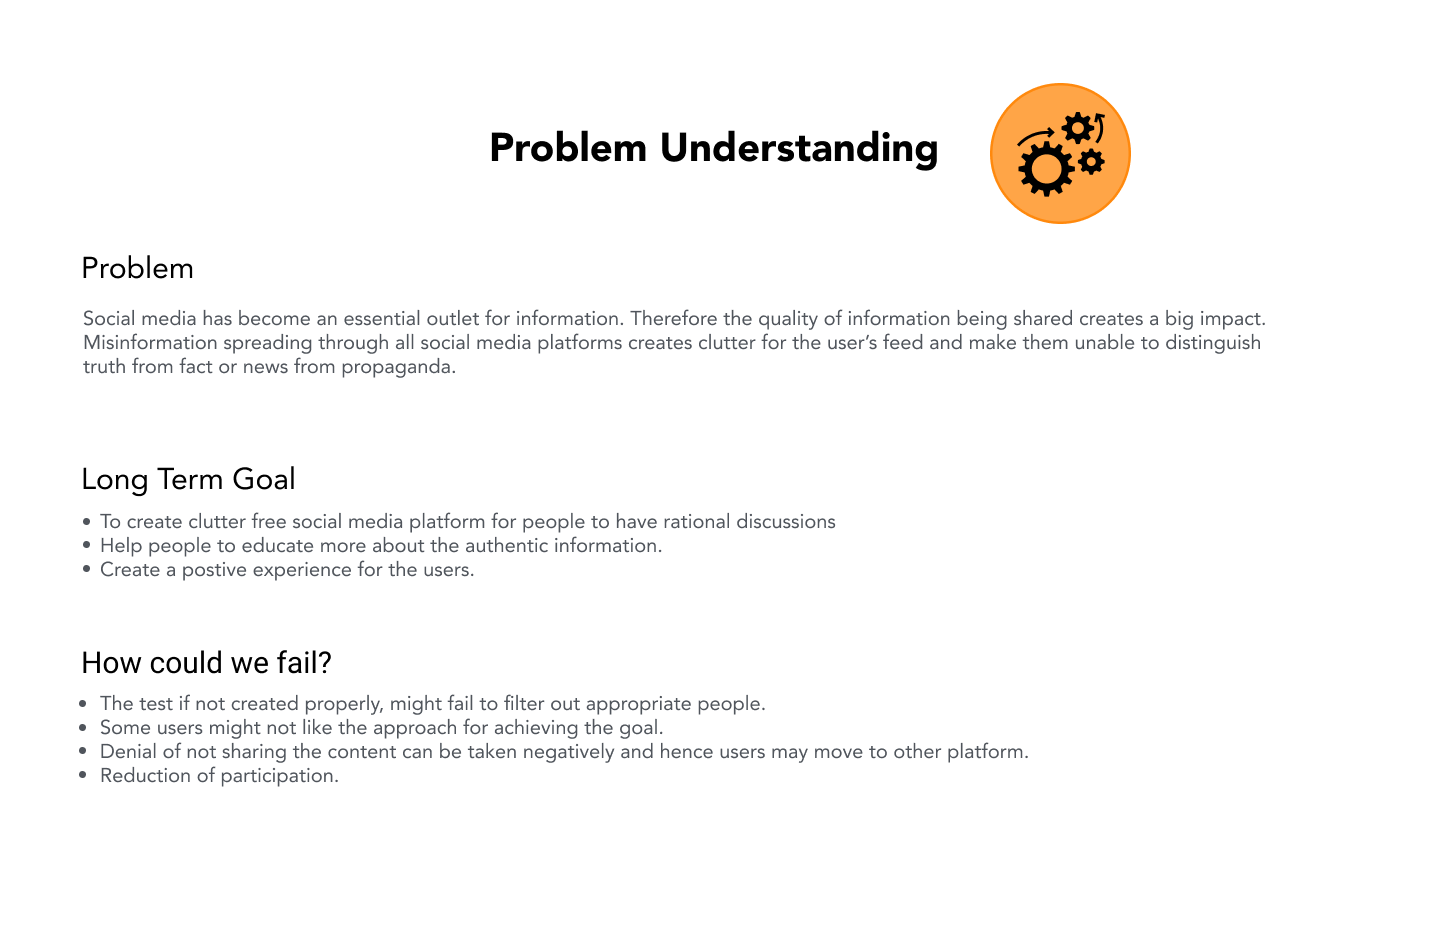 Problem Understanding
Problem
Social media has become an essential outlet for information. Therefore the quality of information being shared creates a big impact.
Misinformation spreading through all social media platforms creates clutter for the user’s feed and make them unable to distinguish
truth from fact or news from propaganda.
Long Term Goal
• To create clutter free social media platform for people to have rational discussions
• Help people to educate more about the authentic information.
• Create a postive experience for the users.
How could we fail?
• The test if not created properly, might fail to filter out appropriate people.
• Some users might not like the approach for achieving the goal.
• Denial of not sharing the content can be taken negatively and hence users may move to other platform.
• Reduction of participation.